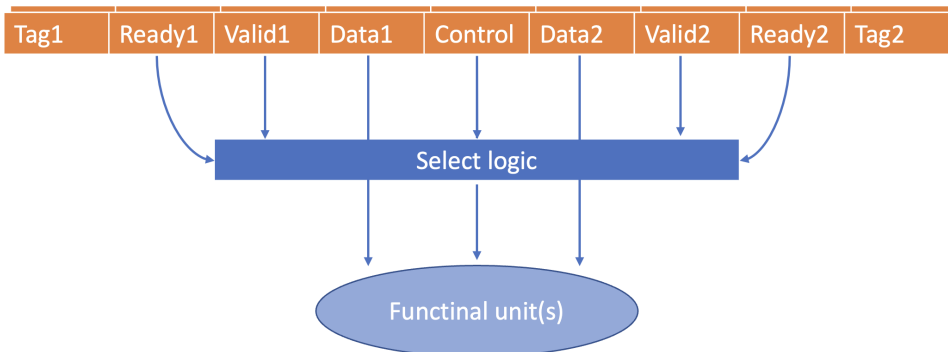 Tag1 Ready1 Valid1 Data1 Control Data2 Valid2 Ready2 Tag2
Select logic
Functinal unit(s)